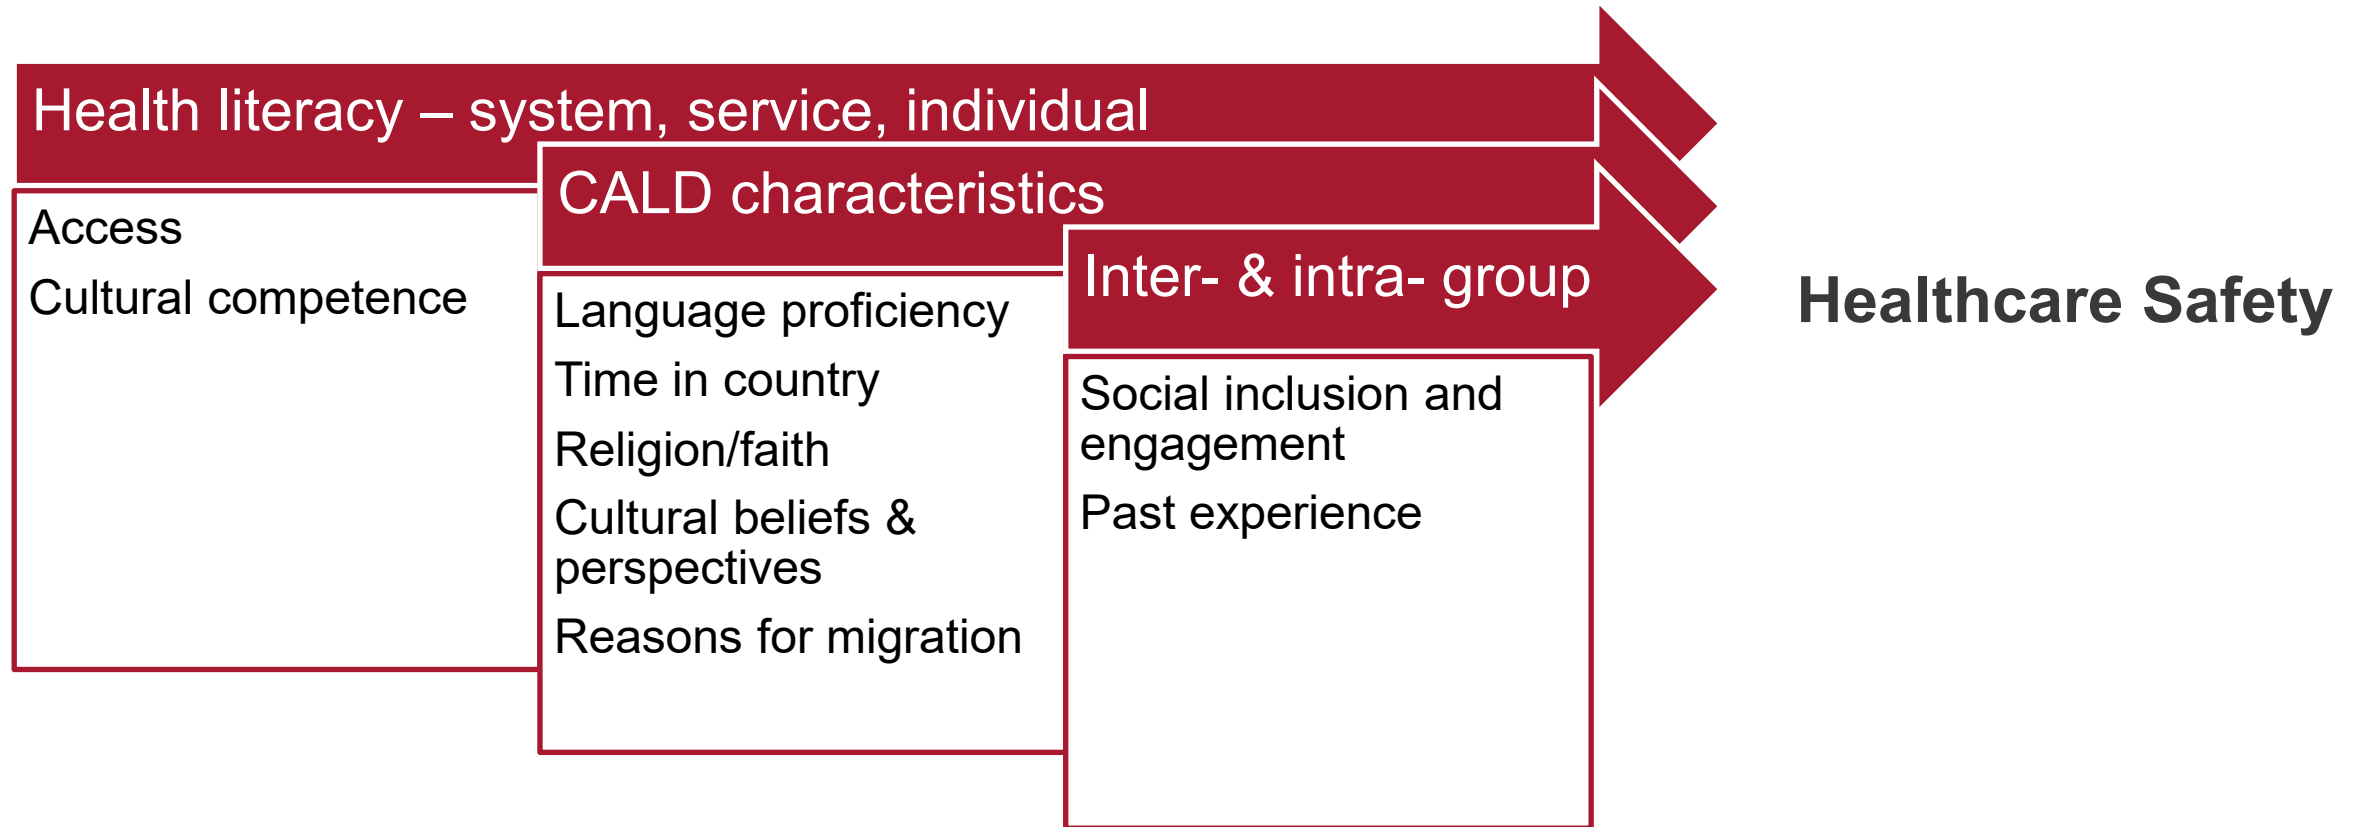 Health literacy – system, service, individual
Access
Cultural competence
CALD characteristics
Language proficiency
Time in country
Religion/faith
Cultural beliefs &
perspectives
Reasons for migration
Inter- & intra- group
Social inclusion and
engagement
Past experience
Healthcare Safety